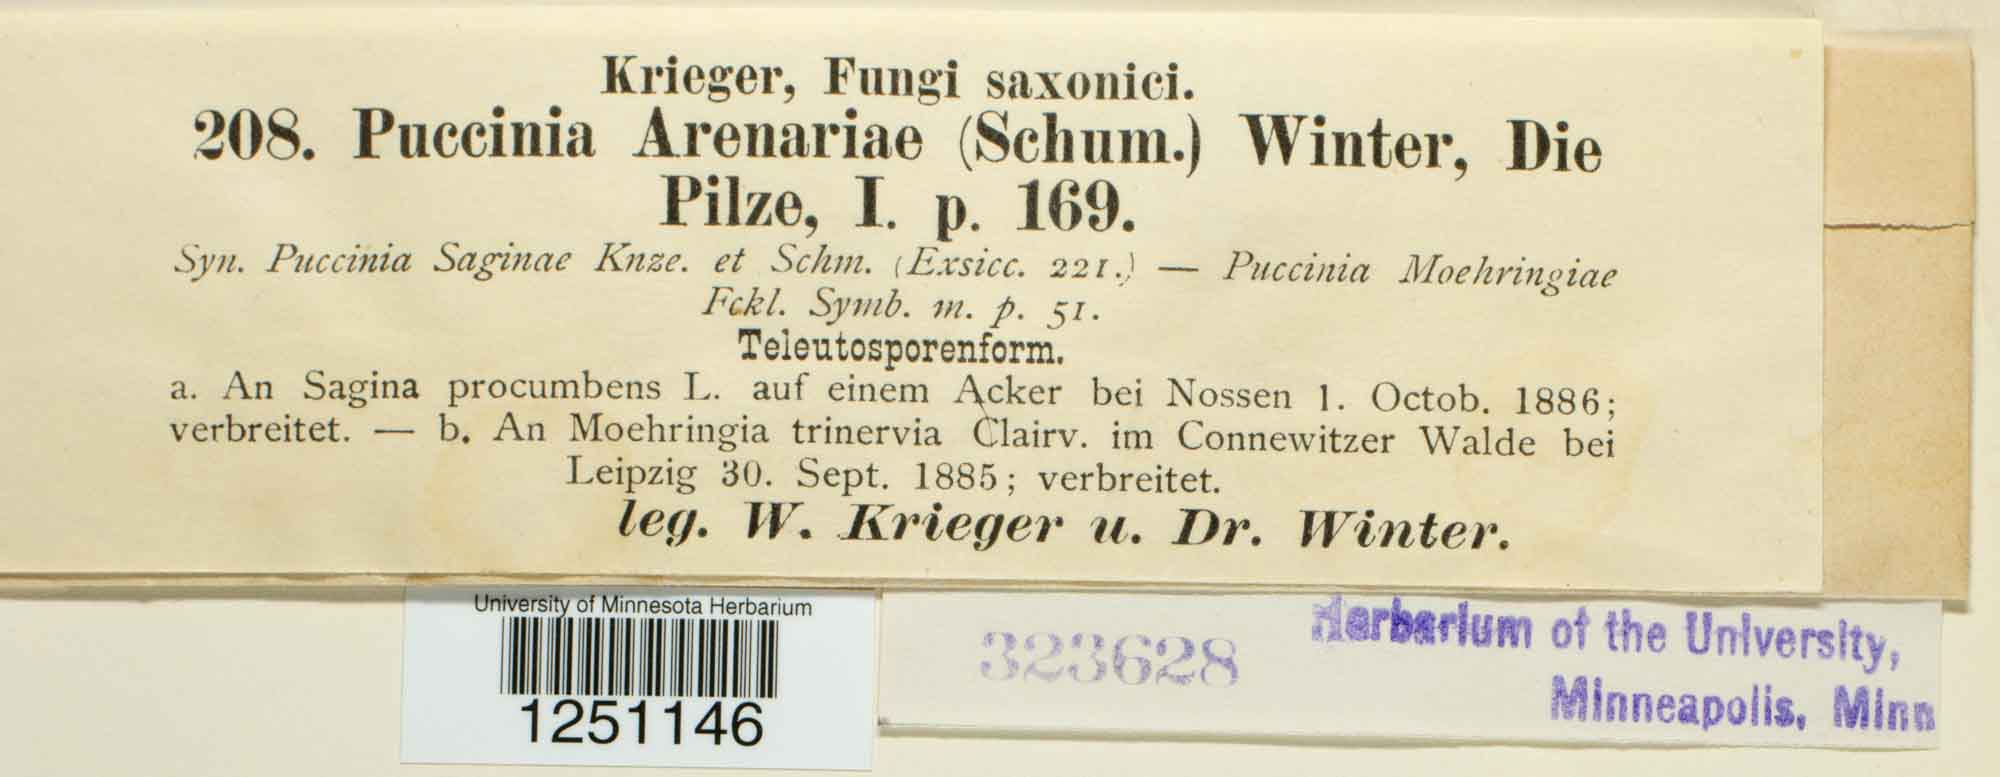 Krieger, Fungi saxonici.
208. Puccinia Arenariae (Schum.) Winter, Die
Pilze, I. p. 169.
Syn. Puccinia Saginae Knze. et Schm. (Exsicc. 221.) — Puccinia Moehringiae
Fckl. Symb. m. p. 51.
Teleutosporenform.
a. An Sagina procumbens L. auf einem Acker bei Nossen 1. Octob. 1886;
verbreitet. — b. An Moehringia trinervia Clairv. im Connewitzer Walde bei
Leipzig 30. Sept. 1885; verbreitet.
leg. W. Krieger u. Dr. Winter.
University of Minnesota Herbarium
1251146
323628
Herbarium of the University,
Minneapolis, Minn